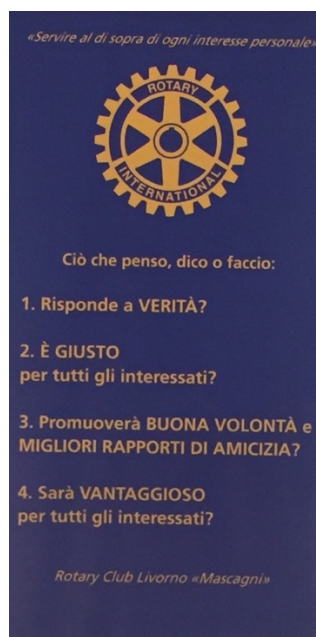 «Servire al di sopra di ogni interesse personale»
ROTARY
INTERNATIONAL
Ciò che penso, dico o faccio:
1. Risponde a VERITÀ?
2. È GIUSTO
per tutti gli interessati?
3. Promuoverà BUONA VOLONTÀ e
MIGLIORI RAPPORTI DI AMICIZIA?
4. Sarà VANTAGGIOSO
per tutti gli interessati?
Rotary Club Livorno «Mascagni»